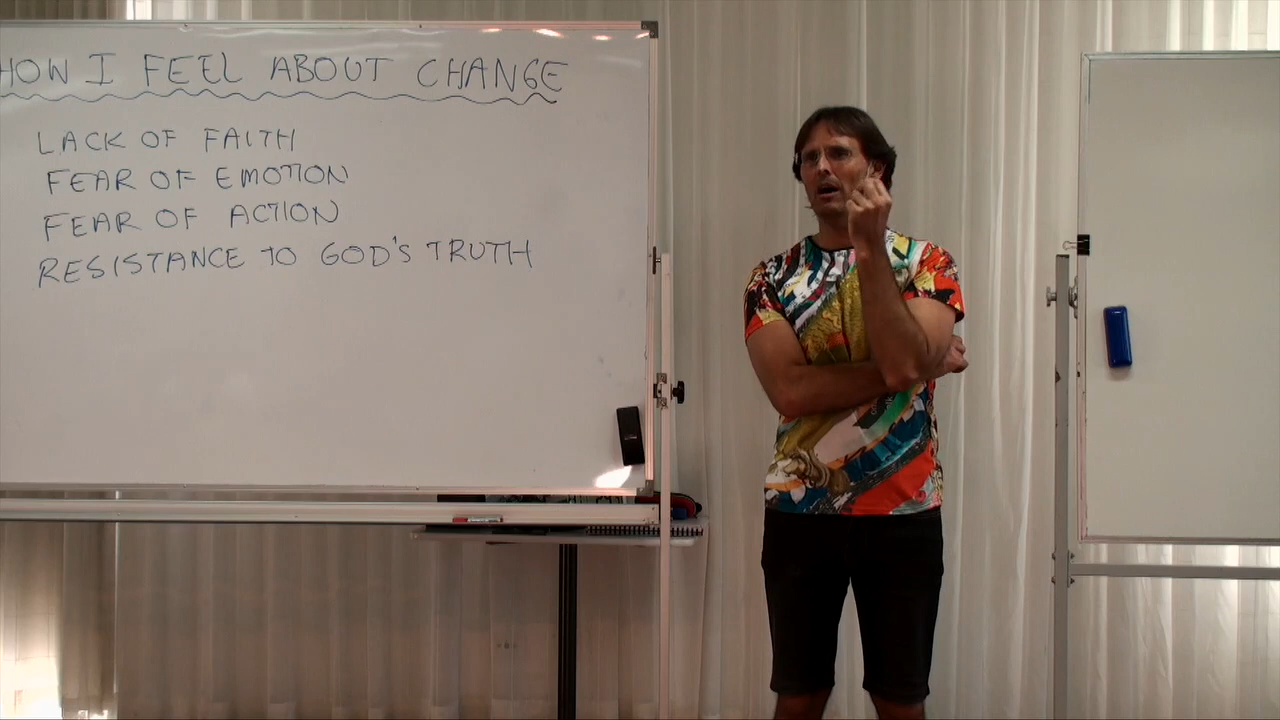 HOW I FEEL ABOUT CHANGE
LACK OF FAITH
FEAR OF EMOTION
FEAR OF ACTION
RESISTANCE TO GOD'S TRUTH